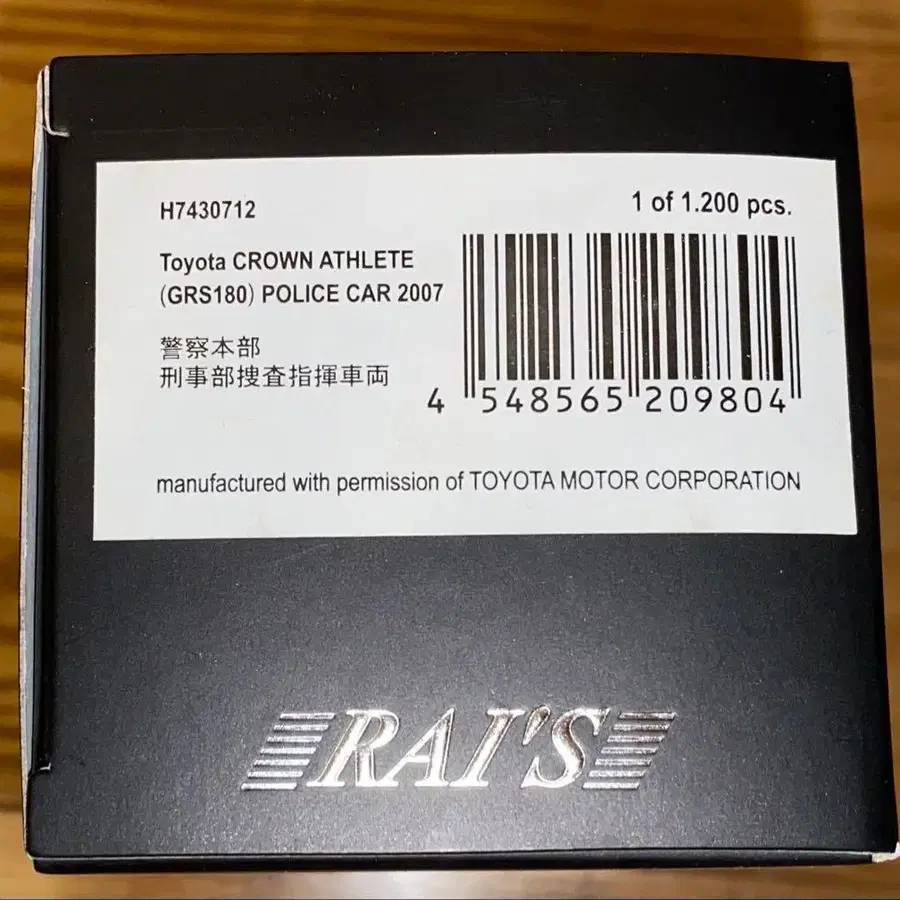 H7430712
1 of 1.200 pcs.
Toyota CROWN ATHLETE
(GRS180) POLICE CAR 2007
警察本部
刑事部捜査指揮車両
4 548565 209804
manufactured with permission of TOYOTA MOTOR CORPORATION
RAI'S